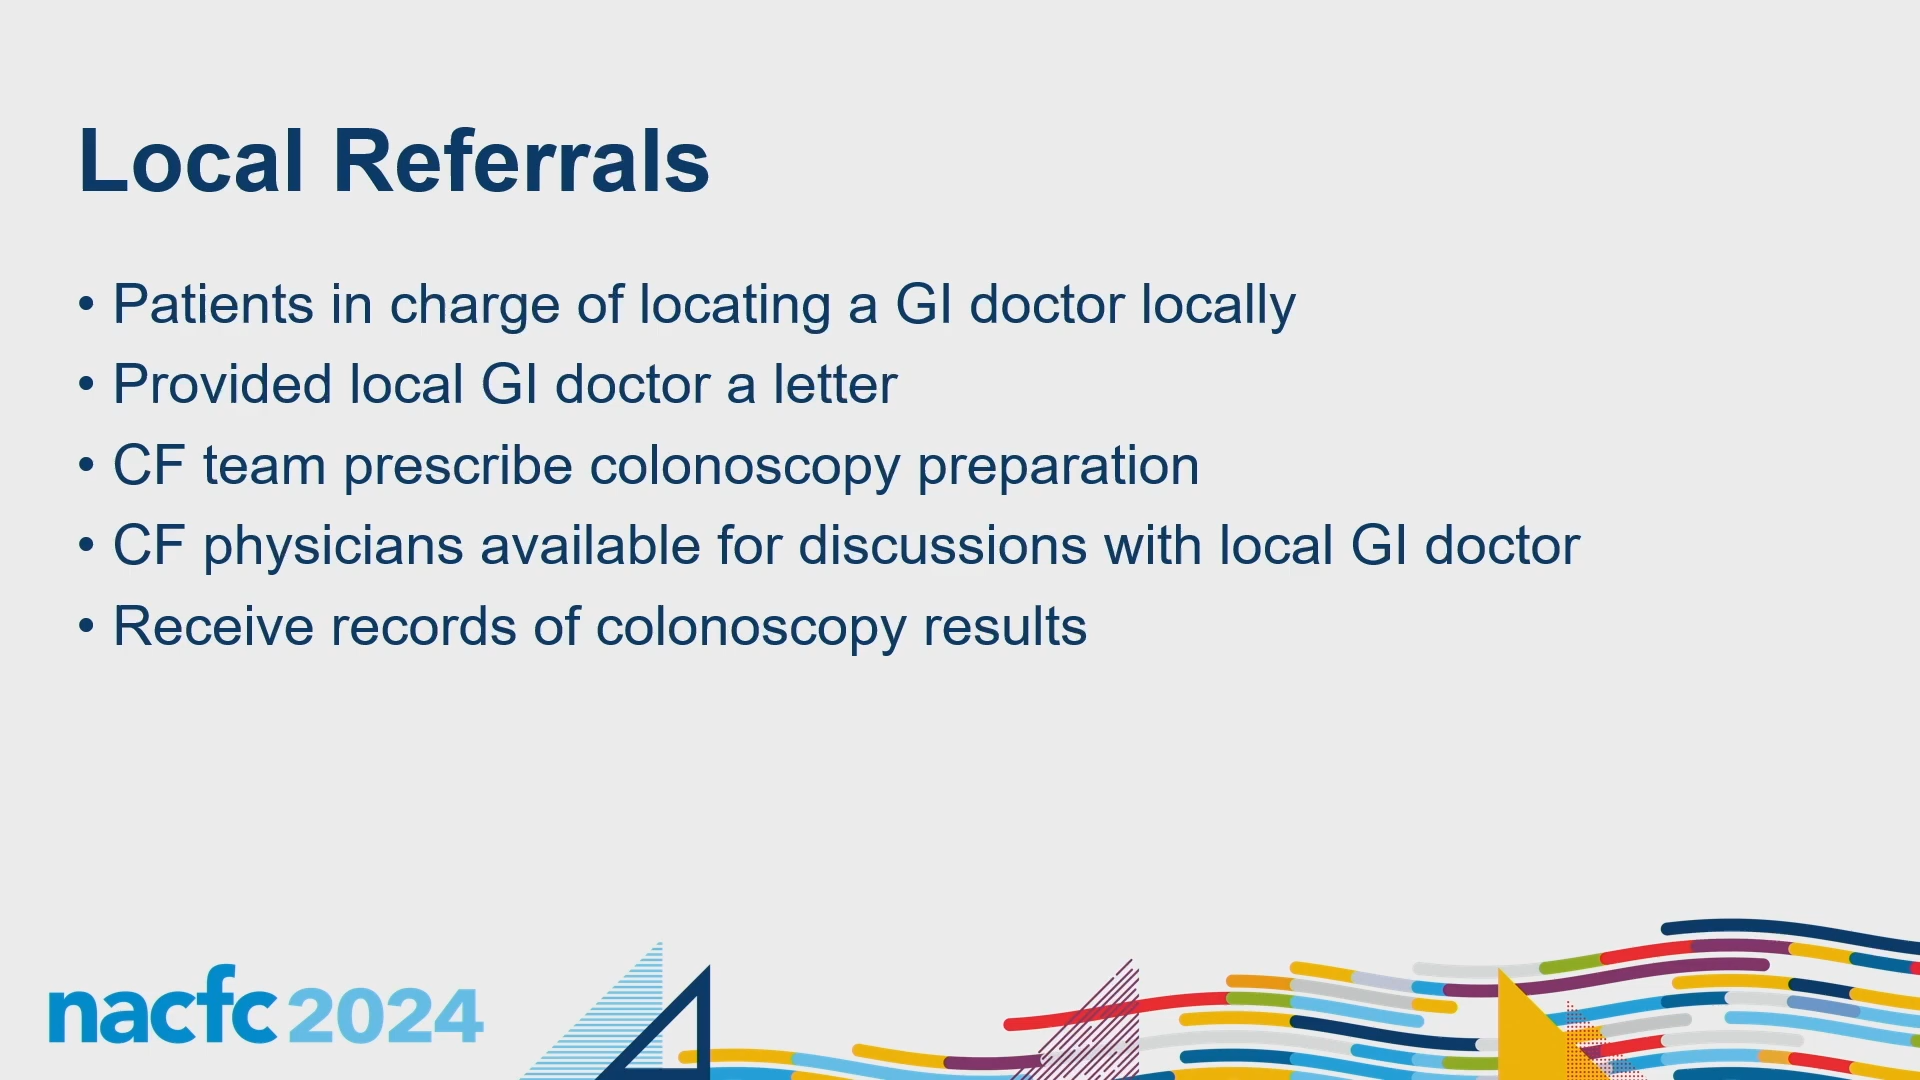 Local Referrals
• Patients in charge of locating a GI doctor locally
• Provided local GI doctor a letter
• CF team prescribe colonoscopy preparation
• CF physicians available for discussions with local GI doctor
• Receive records of colonoscopy results
nacfc 2024